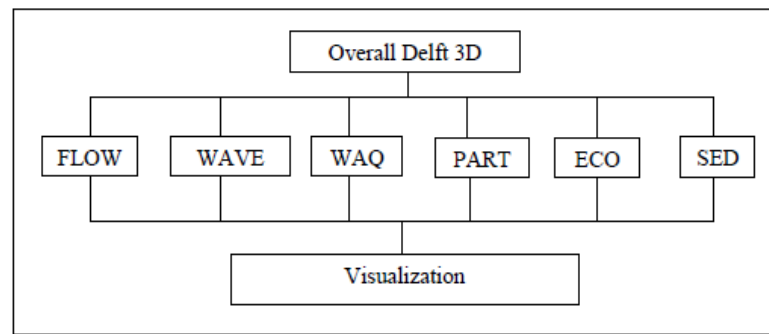 Overall Delft 3D
FLOW
WAVE
WAQ
PART
ECO
SED
Visualization